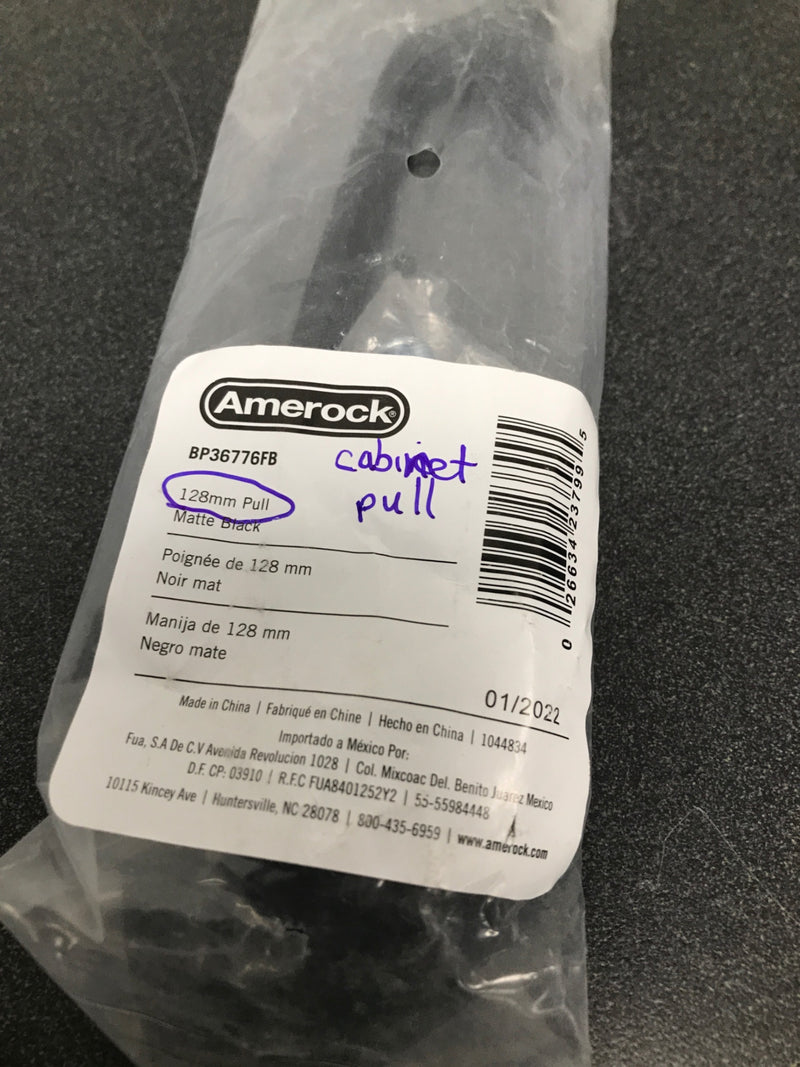 Amerock®
BP36776FB
cabinet
pull
128mm Pull
Matte Black
Poignée de 128 mm
Noir mat
Manija de 128 mm
Negro mate
0 26634 23799 5
01/2022
Made in China | Fabriqué en Chine | Hecho en China | 1044834
Importado a México Por:
Fua, S.A De C.V Avenida Revolucion 1028 | Col. Mixcoac Del. Benito Juarez Mexico
D.F. CP: 03910 | R.F.C FUA8401252Y2 | 55-55984448
10115 Kincey Ave | Huntersville, NC 28078 | 800-435-6959 | www.amerock.com